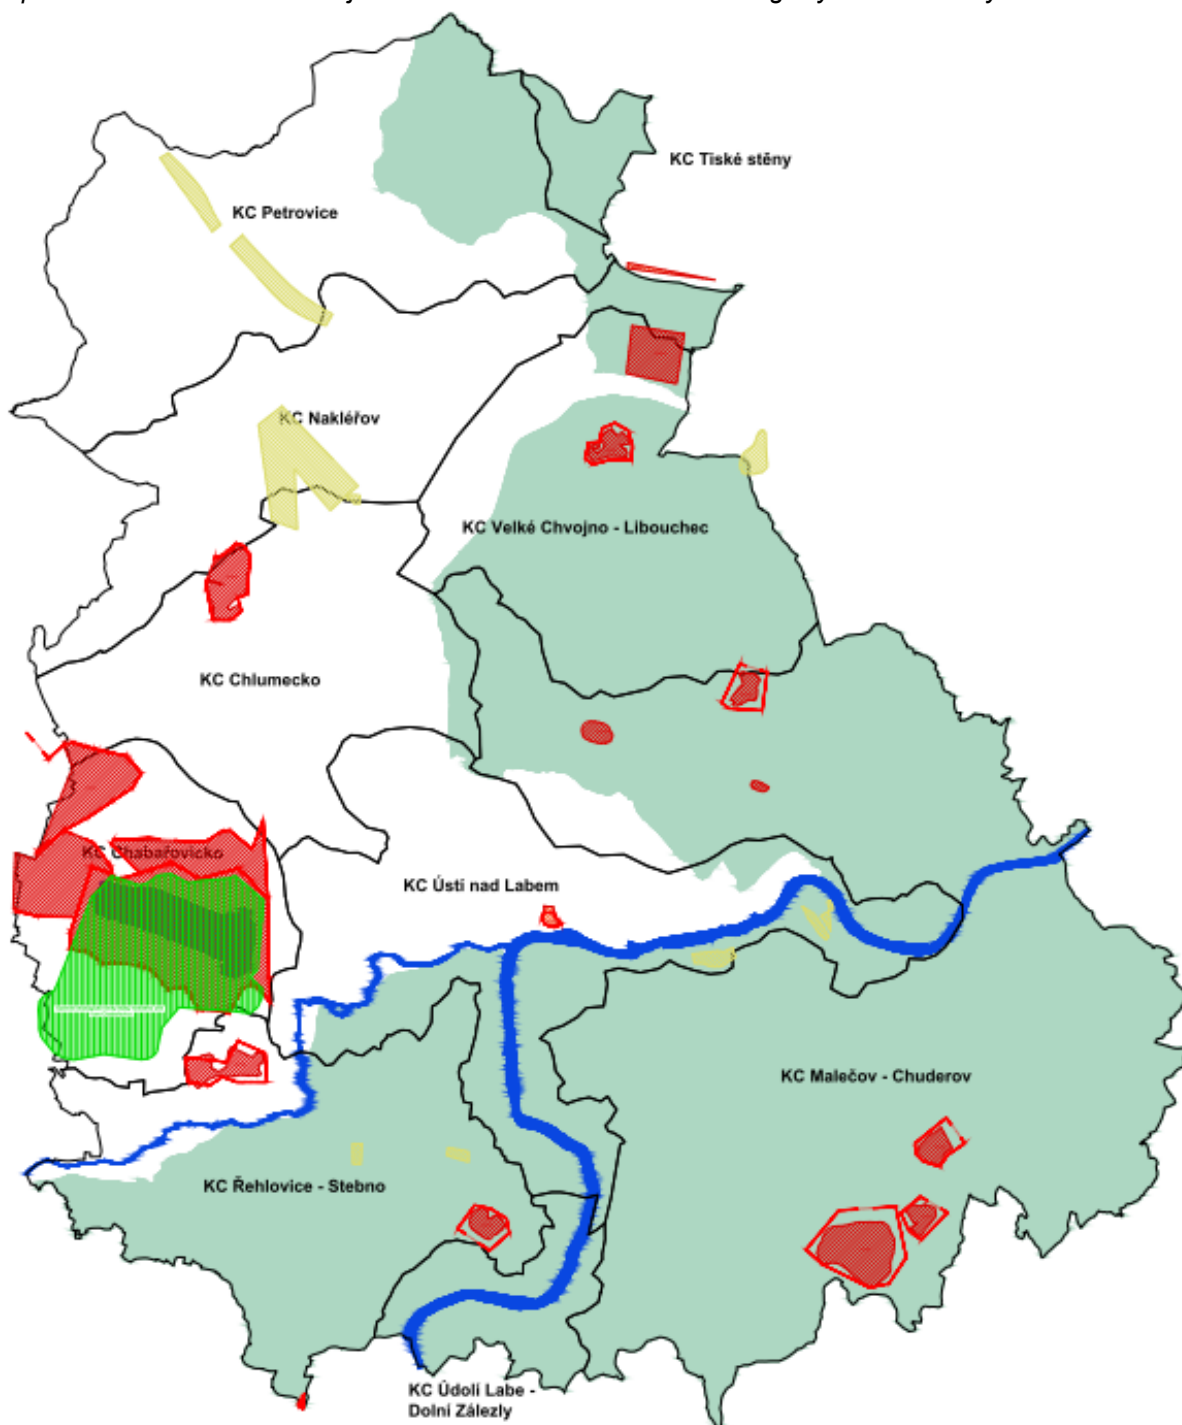 KC Tiské stěny
KC Petrovice
KC Nakléřov
KC Velké Chvojno - Libouchec
KC Chlumecko
KC Chabařovicko
KC Ústí nad Labem
KC Malečov - Chuderov
KC Řehlovice - Stebno
KC Údolí Labe -
Dolní Zálezly